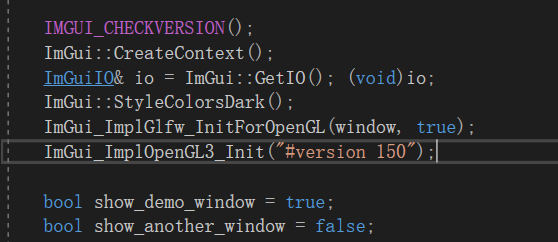 IMGUI_CHECKVERSION();
ImGui::CreateContext();
ImGuiIO& io = ImGui::GetIO(); (void)io;
ImGui::StyleColorsDark();
ImGui_ImplGlfw_InitForOpenGL(window, true);
ImGui_ImplOpenGL3_Init("#version 150");
bool show_demo_window = true;
bool show_another_window = false;